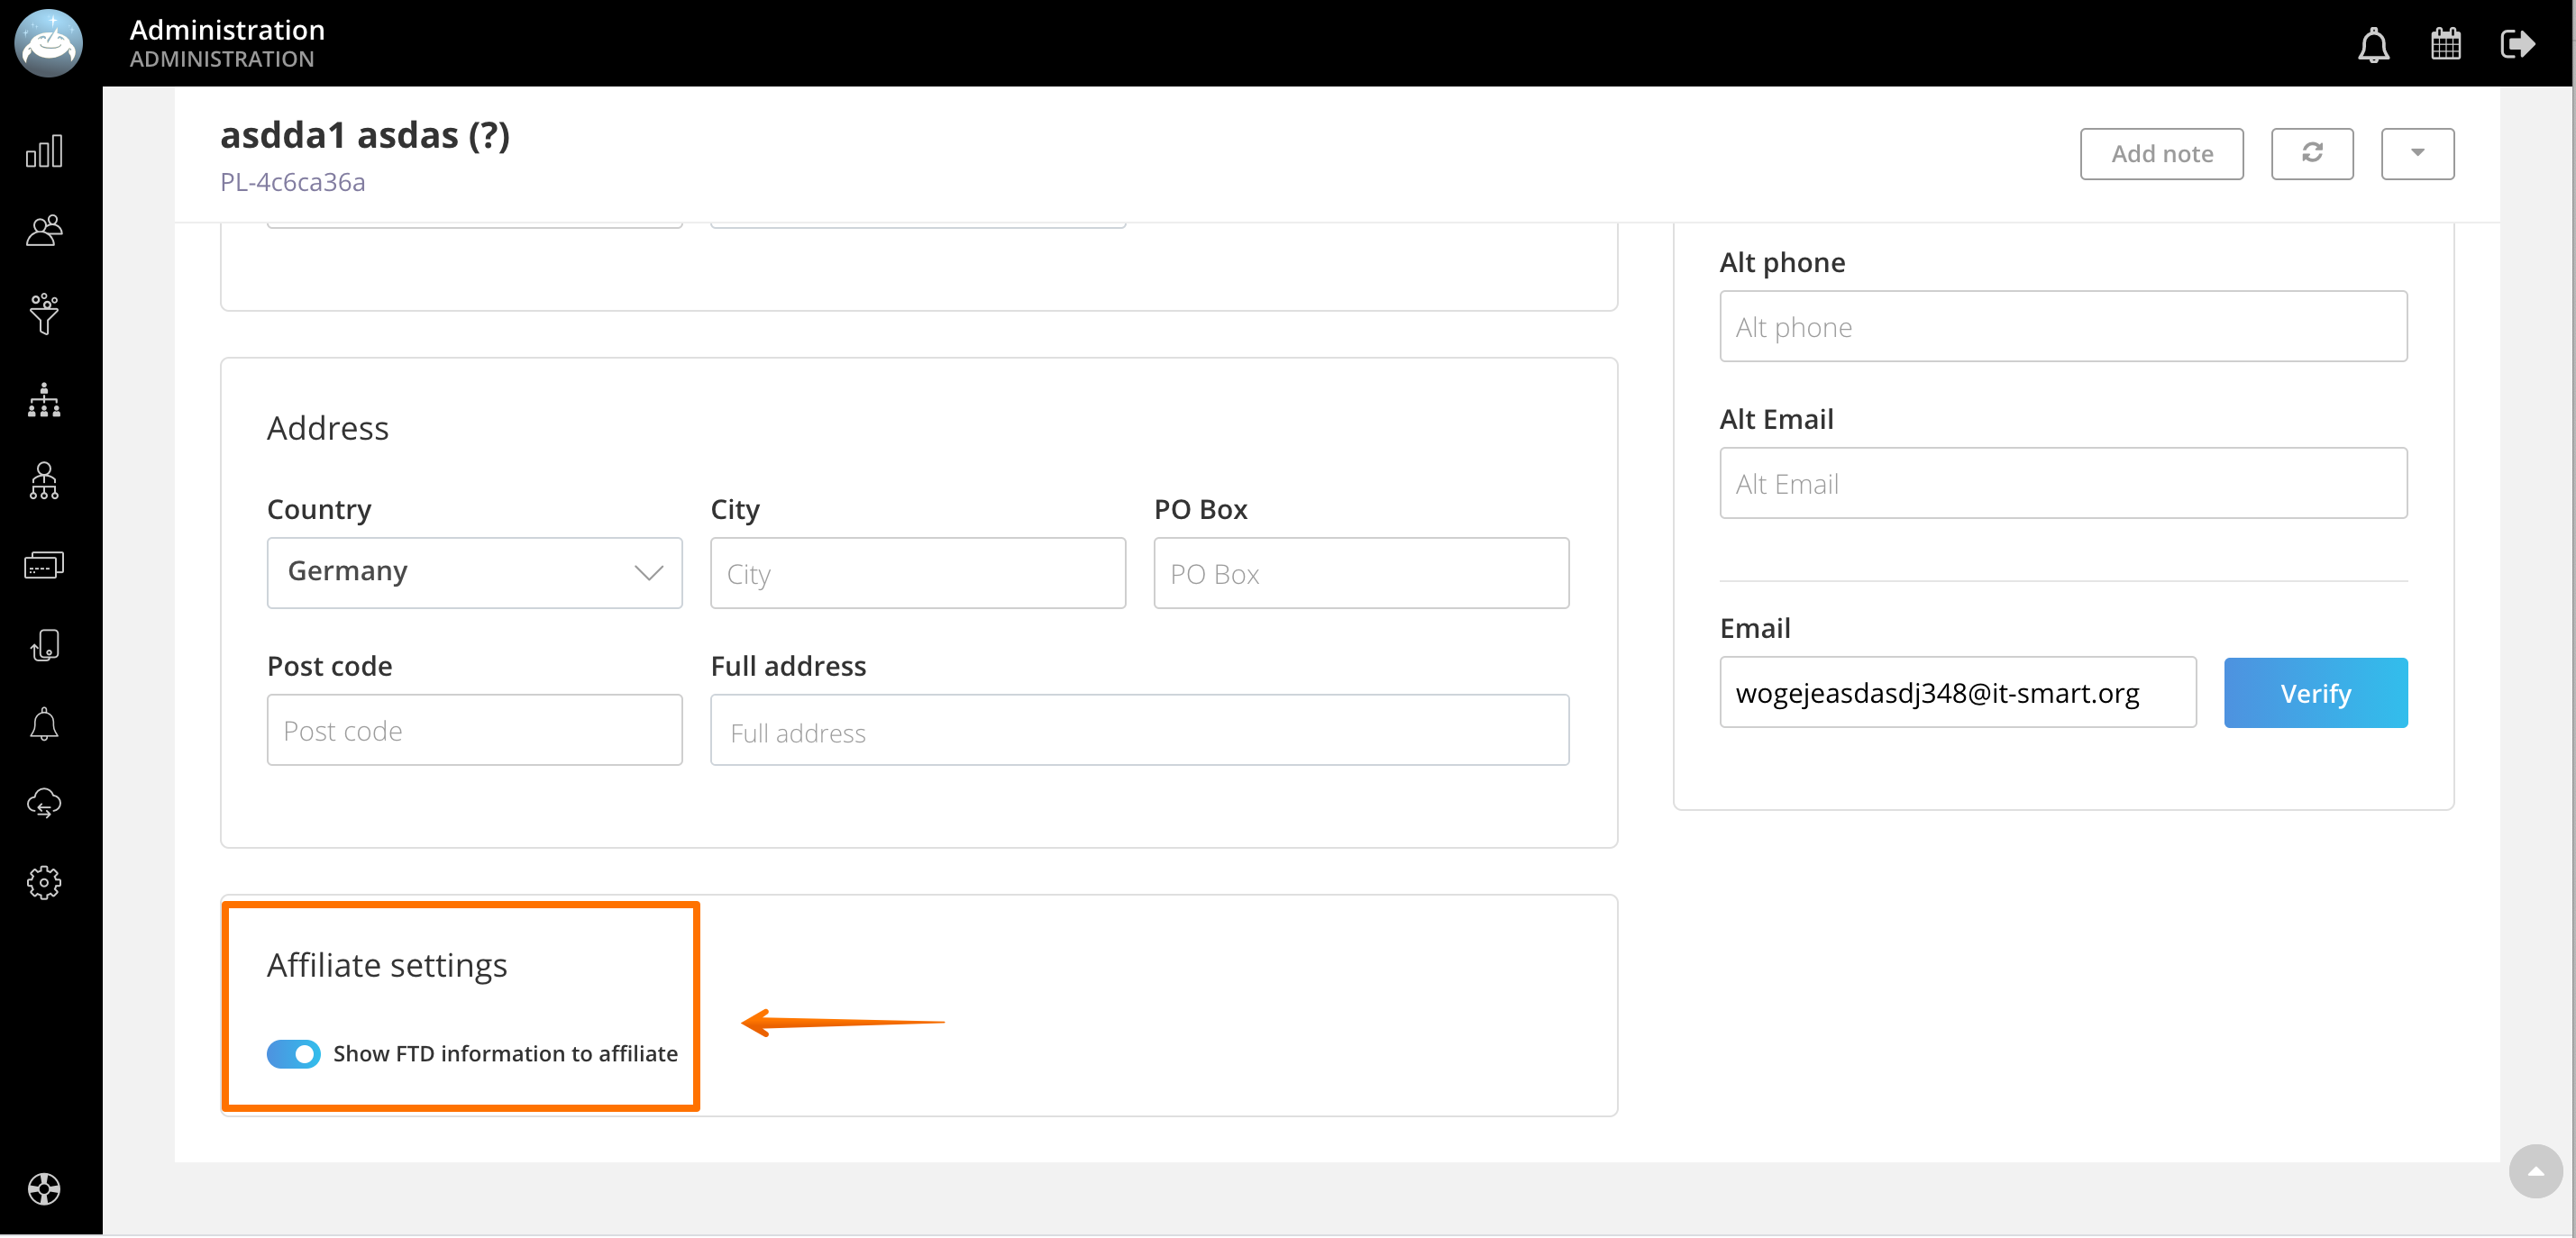 Administration
ADMINISTRATION
asdda1 asdas (?)
PL-4c6ca36a
Add note
Alt phone
Alt phone
Alt Email
Alt Email
Address
Country
City
PO Box
Germany
City
PO Box
Post code
Full address
Post code
Full address
Email
wogejeasdasdj348@it-smart.org
Verify
Affiliate settings
Show FTD information to affiliate